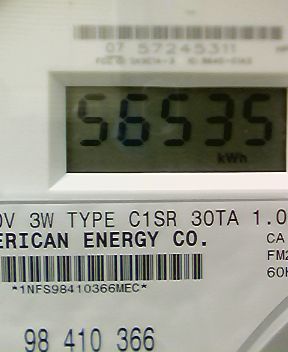 07 57245311
56535
kWh
0V 3W TYPE C1SR 30TA 1.0
ERICAN ENERGY CO.
CA
FM2
60H
*1NFS98410366MEC*
98 410 366